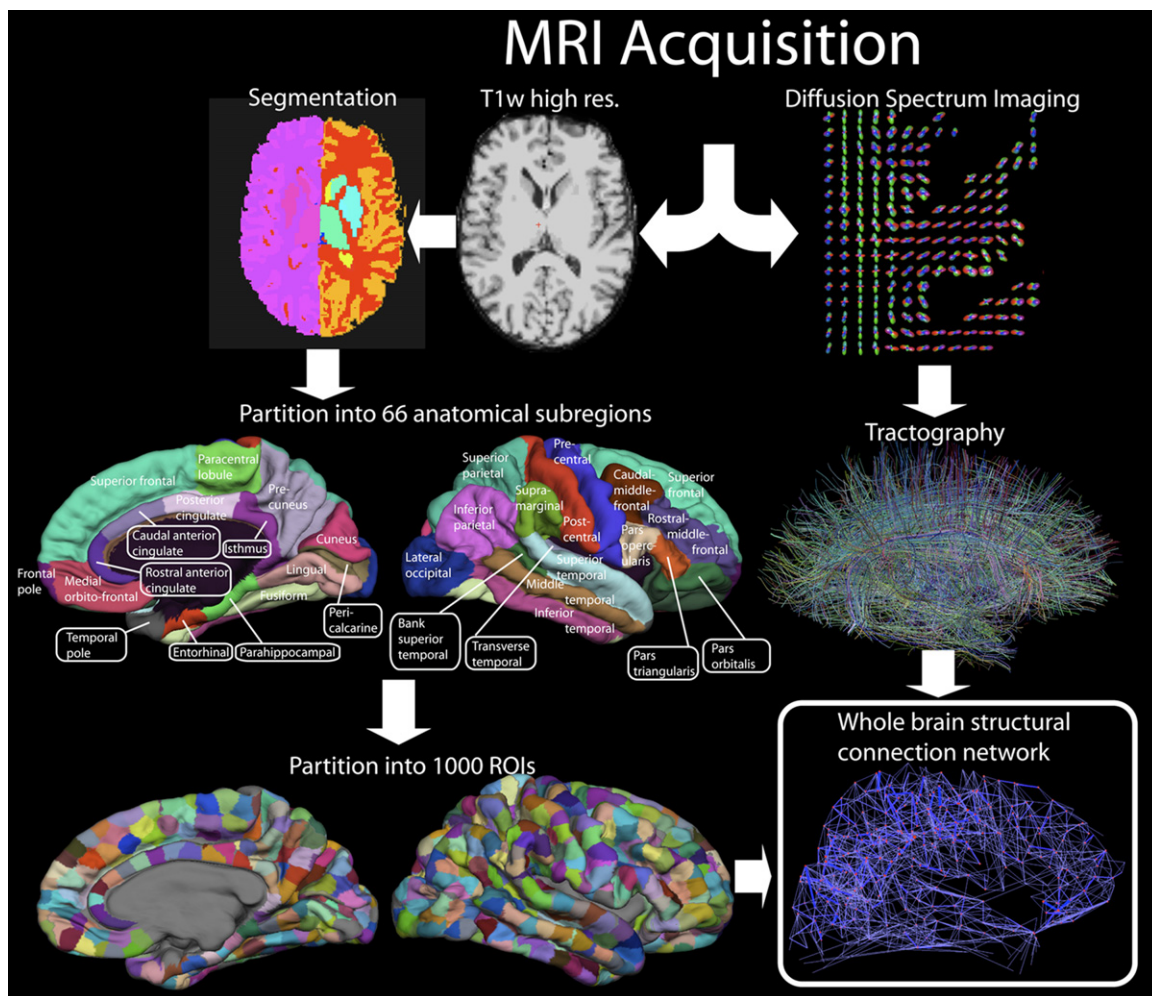 MRI Acquisition
Segmentation
T1w high res.
Diffusion Spectrum Imaging
Partition into 66 anatomical subregions
Tractography
Paracentral
lobule
Superior frontal
Posterior
cingulate
Pre-
cuneus
Caudal anterior
cingulate
Isthmus
Cuneus
Frontal
pole
Medial
orbito-frontal
Rostral anterior
cingulate
Lingual
Fusiform
Peri-
calcarine
Temporal
pole
Entorhinal
Parahippocampal
Superior
parietal
Pre-
central
Caudal-
middle-
frontal
Superior
frontal
Supra-
marginal
Inferior
parietal
Post-
central
Pars
opercu-
laris
Rostral-
middle-
frontal
Lateral
occipital
Superior
temporal
Middle
temporal
Inferior
temporal
Bank
superior
temporal
Transverse
temporal
Pars
triangularis
Pars
orbitalis
Partition into 1000 ROIs
Whole brain structural
connection network